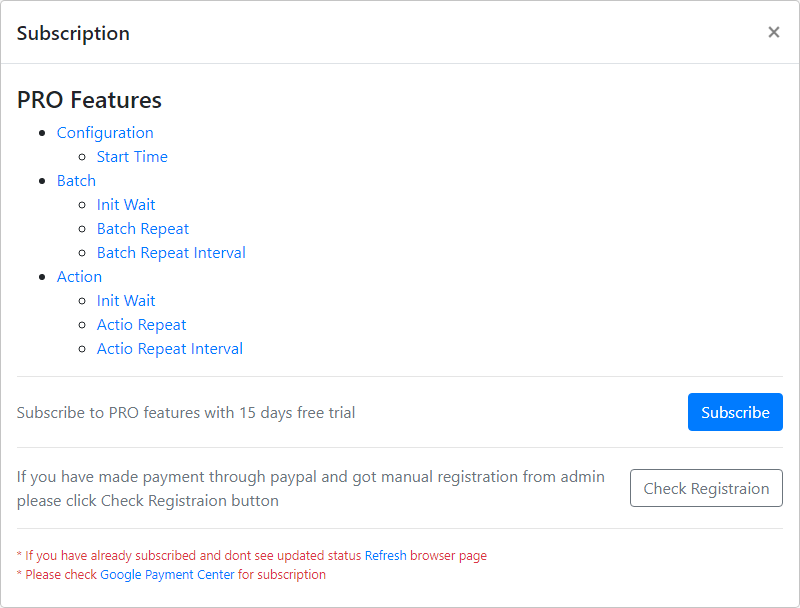 Subscription
×
PRO Features
Configuration
Start Time
Batch
Init Wait
Batch Repeat
Batch Repeat Interval
Action
Init Wait
Actio Repeat
Actio Repeat Interval
Subscribe to PRO features with 15 days free trial
Subscribe
If you have made payment through paypal and got manual registration from admin
please click Check Registraion button
Check Registraion
* If you have already subscribed and dont see updated status Refresh browser page
* Please check Google Payment Center for subscription